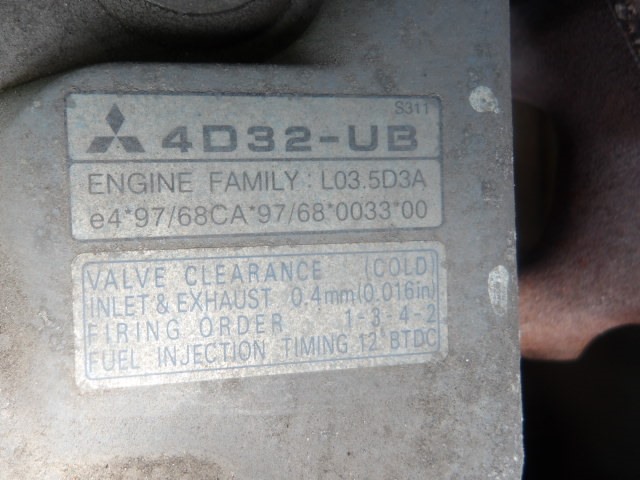 S311
4D32-UB
ENGINE FAMILY: L03.5D3A
e4*97/68CA*97/68*0033*00
VALVE CLEARANCE (COLD
INLET & EXHAUST 0.4mm(0.016in)
FIRING ORDER 1-3-4-2
FUEL INJECTION TIMING 12°BTDC